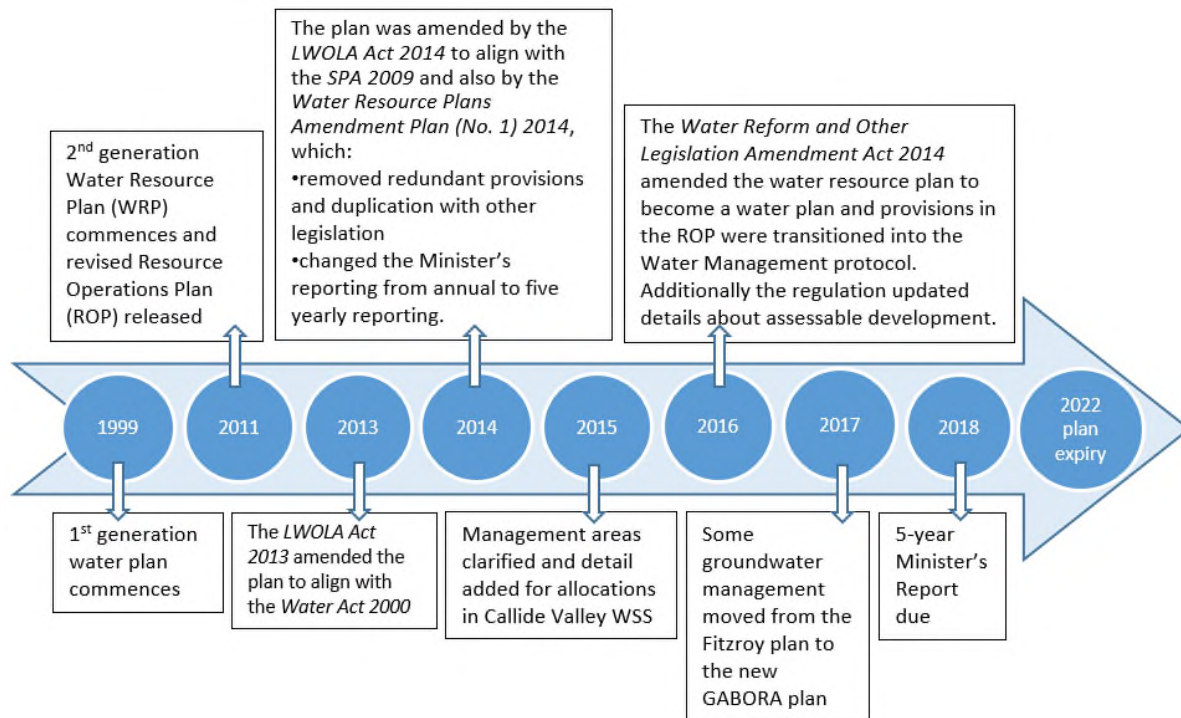 The plan was amended by the
LWOLA Act 2014 to align with
the SPA 2009 and also by the
Water Resource Plans
Amendment Plan (No. 1) 2014,
which:
•removed redundant provisions
and duplication with other
legislation
•changed the Minister's
reporting from annual to five
yearly reporting.
The Water Reform and Other
Legislation Amendment Act 2014
amended the water resource plan to
become a water plan and provisions in
the ROP were transitioned into the
Water Management protocol.
Additionally the regulation updated
details about assessable development.
2nd generation
Water Resource
Plan (WRP)
commences and
revised Resource
Operations Plan
(ROP) released
1999
2011
2013
2014
2015
2016
2017
2018
2022
plan
expiry
1st generation
water plan
commences
The LWOLA Act
2013 amended the
plan to align with
the Water Act 2000
Management areas
clarified and detail
added for allocations
in Callide Valley WSS
Some
groundwater
management
moved from the
Fitzroy plan to
the new
GABORA plan
5-year
Minister's
Report
due